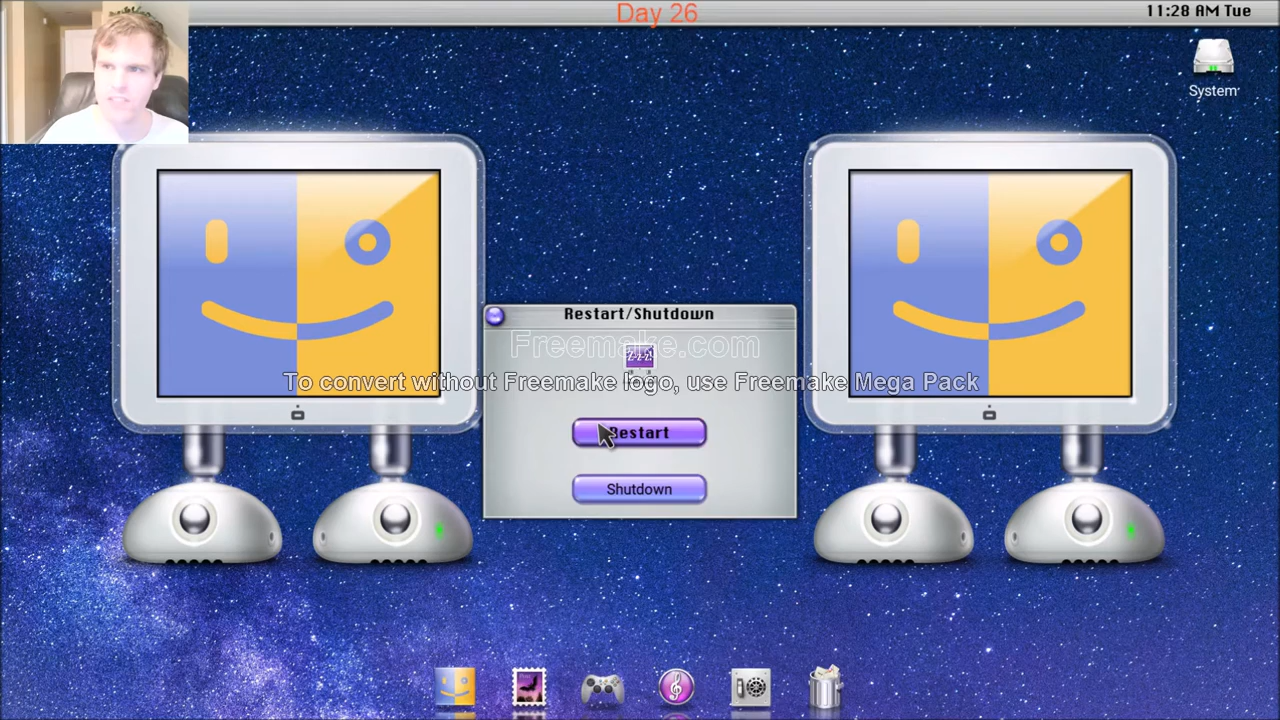 Day 26
11:28 AM Tue
System
Restart/Shutdown
Freemake.com
Z-Z-Z!
To convert without Freemake logo, use Freemake Mega Pack
Restart
Shutdown